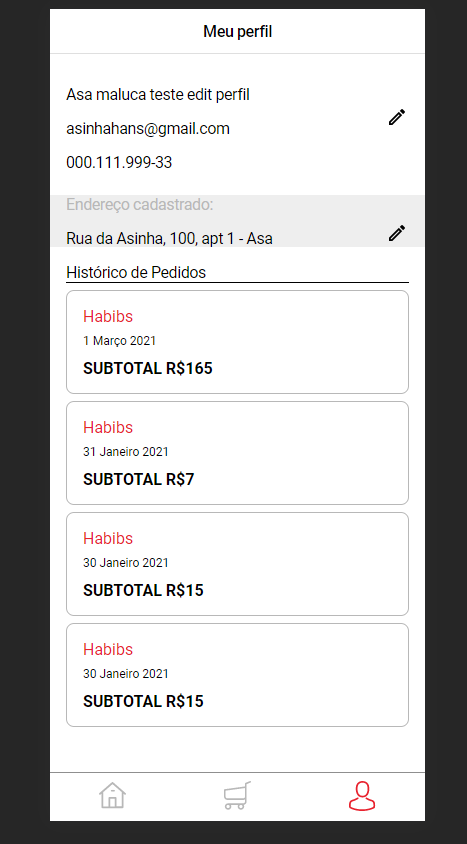 Meu perfil
Asa maluca teste edit perfil
asinhahans@gmail.com
000.111.999-33
Endereço cadastrado:
Rua da Asinha, 100, apt 1 - Asa
Histórico de Pedidos
Habibs
1 Março 2021
SUBTOTAL R$165
Habibs
31 Janeiro 2021
SUBTOTAL R$7
Habibs
30 Janeiro 2021
SUBTOTAL R$15
Habibs
30 Janeiro 2021
SUBTOTAL R$15